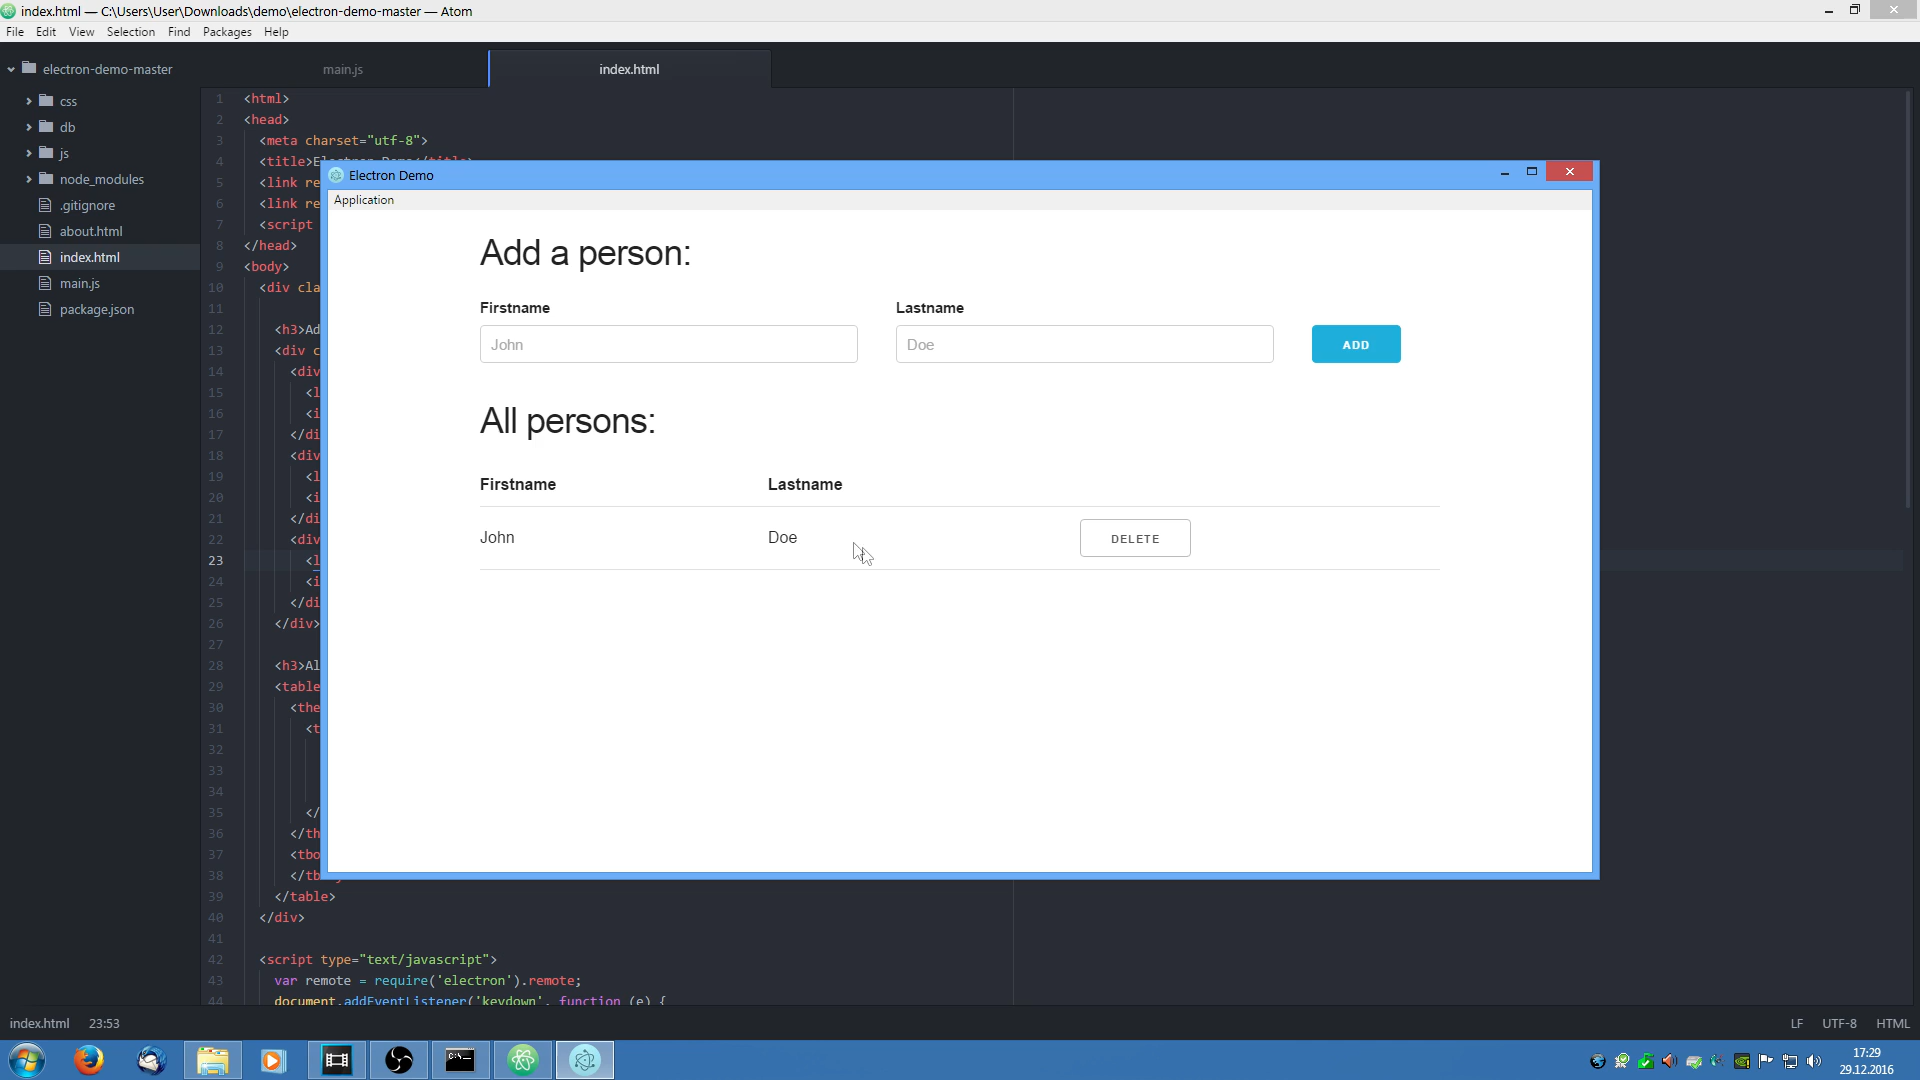 index.html — C:\Users\User\Downloads\demo\electron-demo-master — Atom
File Edit View Selection Find Packages Help
electron-demo-master
main.js
index.html
css
db
js
node_modules
.gitignore
about.html
index.html
main.js
package.json
1 <html>
2 <head>
3 <meta charset="utf-8">
4 <title>Electron Demo</title>
5 <link re
6 <link re
7 <script
8 </head>
9 <body>
10 <div cla
11
12 <h3>Ad
13 <div c
14 <div
15 <l
16 <i
17 </di
18 <div
19 <l
20 <i
21 </di
22 <div
23 <l
24 <i
25 </di
26 </div>
27
28 <h3>Al
29 <table
30 <the
31 <t
32
33
34
35 </
36 </th
37 <tbo
38 </tb
39 </table>
40 </div>
41
42 <script type="text/javascript">
43 var remote = require('electron').remote;
44 document.addEventListener('keydown', function (e) {
Electron Demo
Application
Add a person:
Firstname Lastname
John Doe ADD
All persons:
Firstname Lastname
John Doe DELETE
index.html 23:53
LF UTF-8 HTML
17:29
29.12.2016